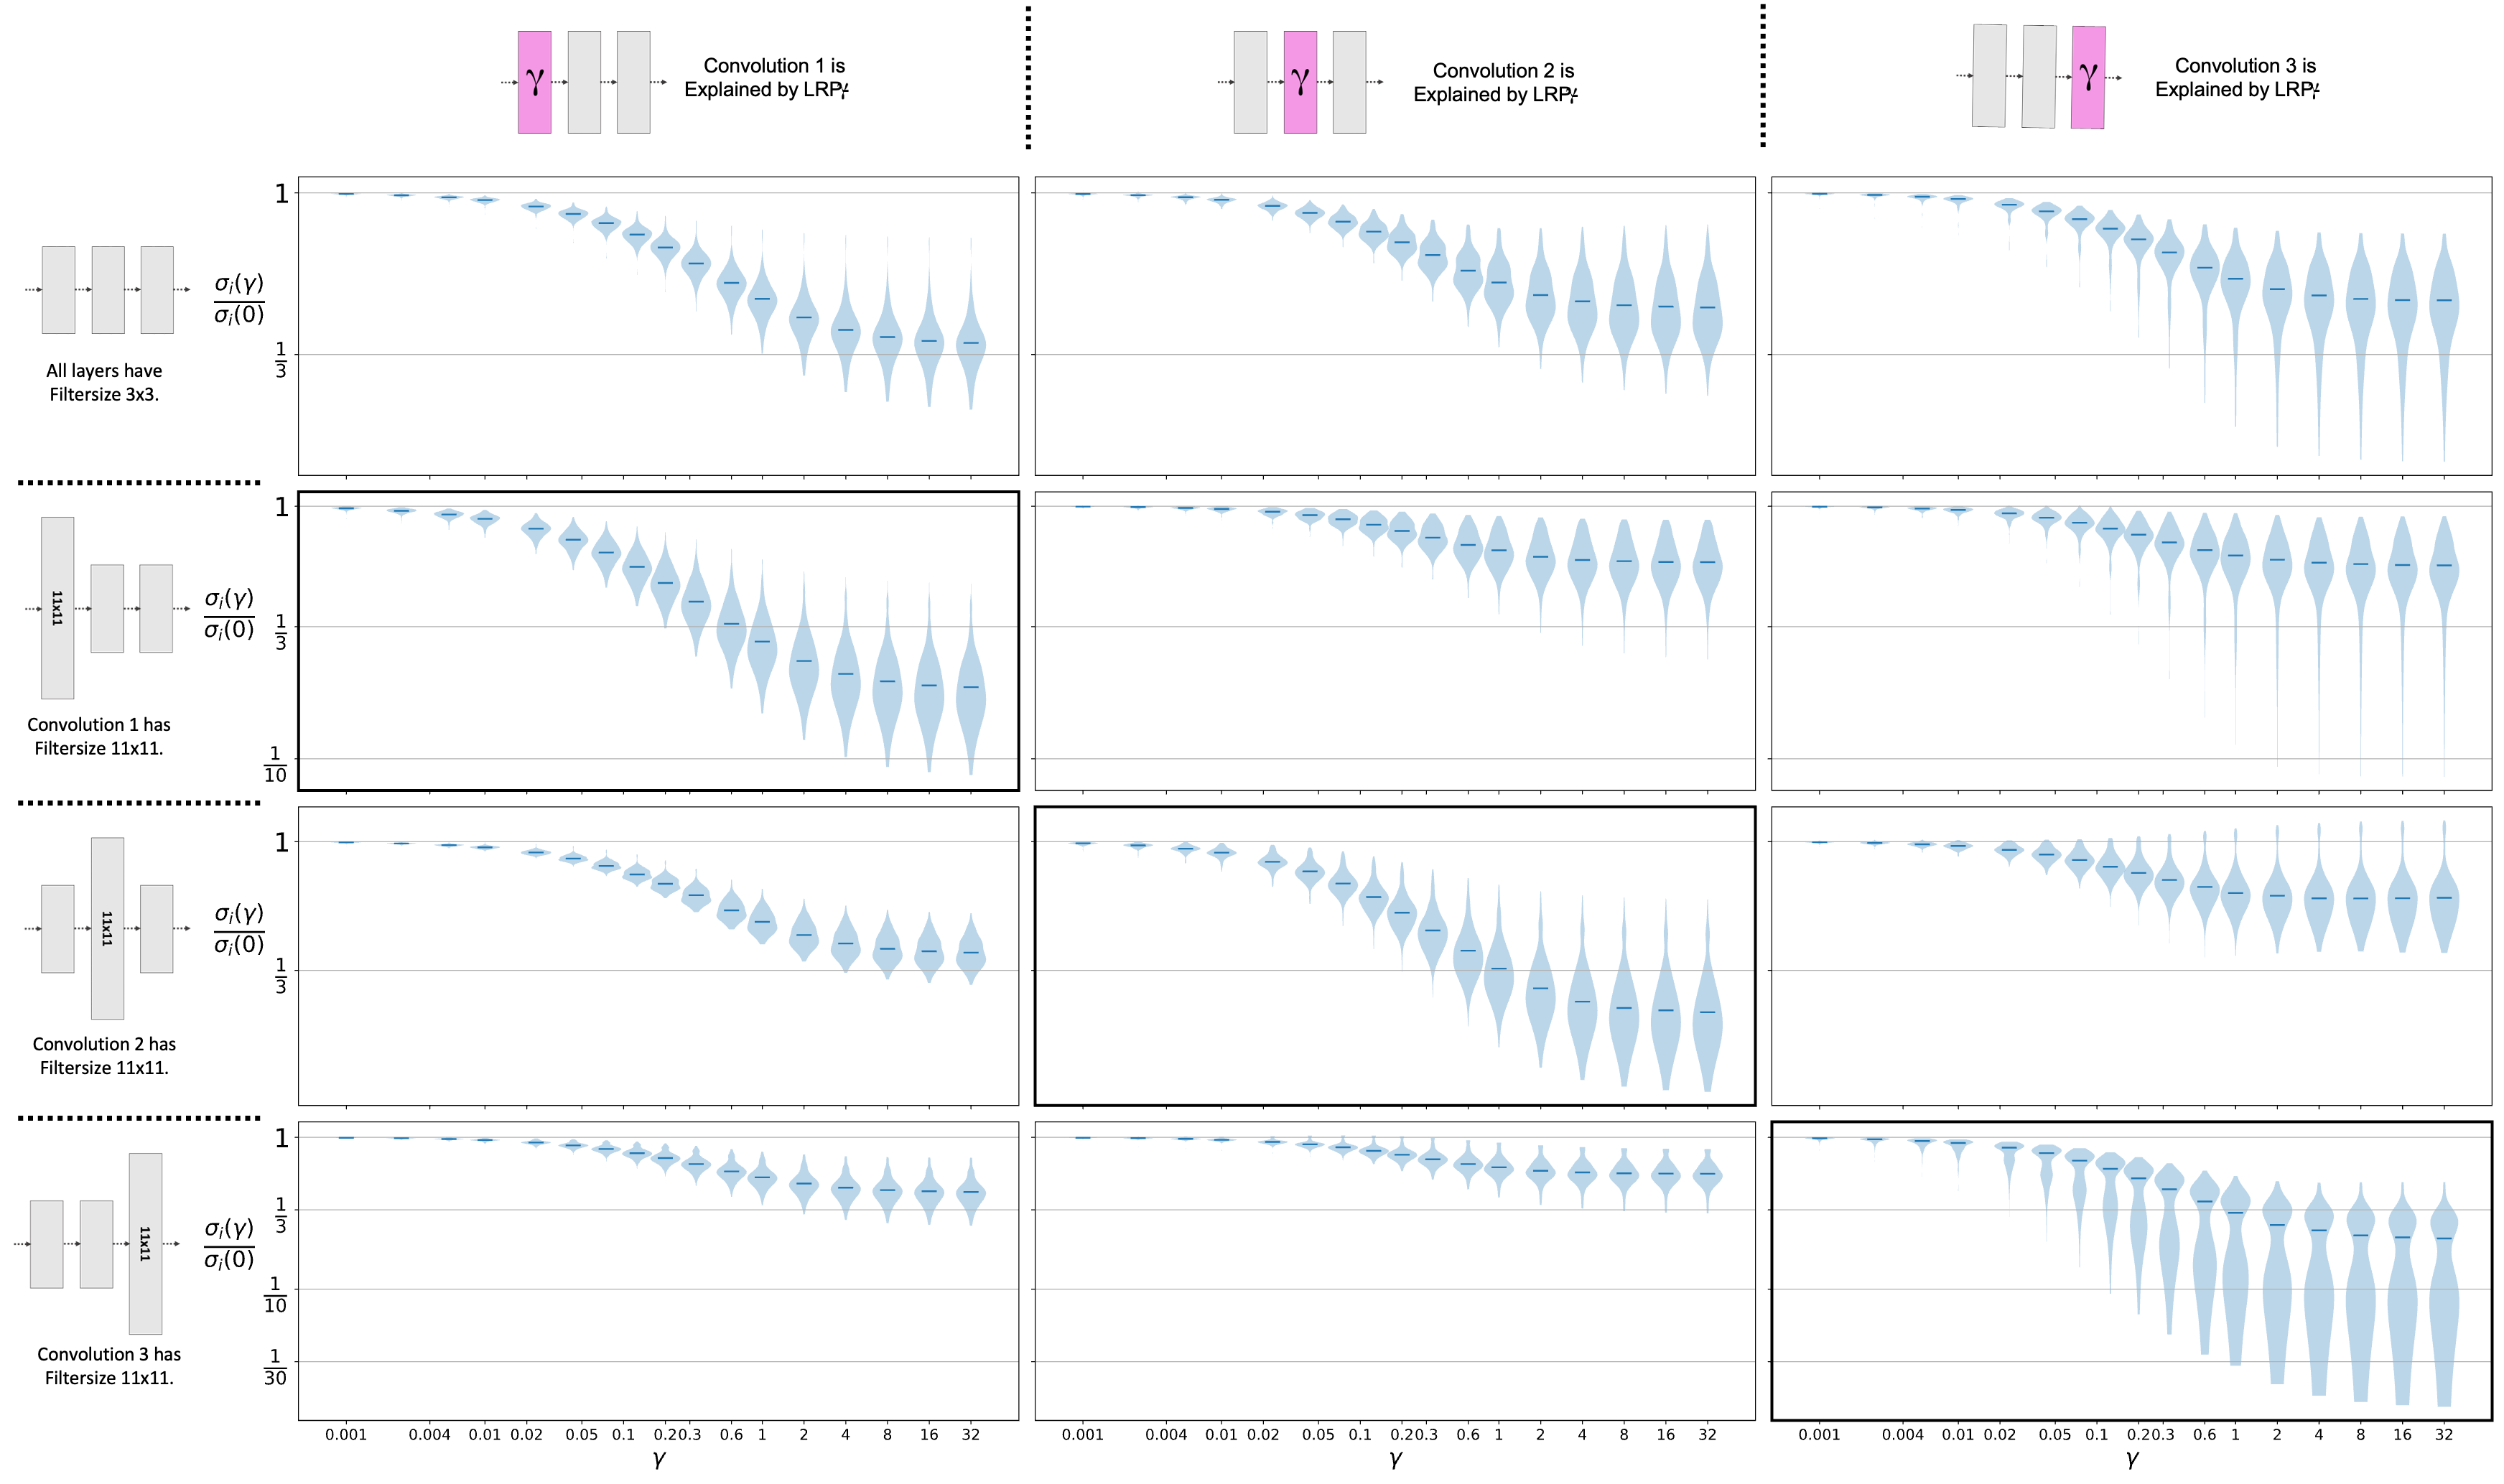 γ
Convolution 1 is
Explained by LRPγ
γ
Convolution 2 is
Explained by LRPγ
γ
Convolution 3 is
Explained by LRPγ
All layers have
Filtersize 3x3.
σi(γ)
σi(0)
1
1
3
11x11
Convolution 1 has
Filtersize 11x11.
σi(γ)
σi(0)
1
1
3
1
10
11x11
Convolution 2 has
Filtersize 11x11.
σi(γ)
σi(0)
1
1
3
11x11
Convolution 3 has
Filtersize 11x11.
σi(γ)
σi(0)
1
1
3
1
10
1
30
0.001 0.004 0.01 0.02 0.05 0.1 0.2 0.3 0.6 1 2 4 8 16 32
γ
0.001 0.004 0.01 0.02 0.05 0.1 0.2 0.3 0.6 1 2 4 8 16 32
γ
0.001 0.004 0.01 0.02 0.05 0.1 0.2 0.3 0.6 1 2 4 8 16 32
γ